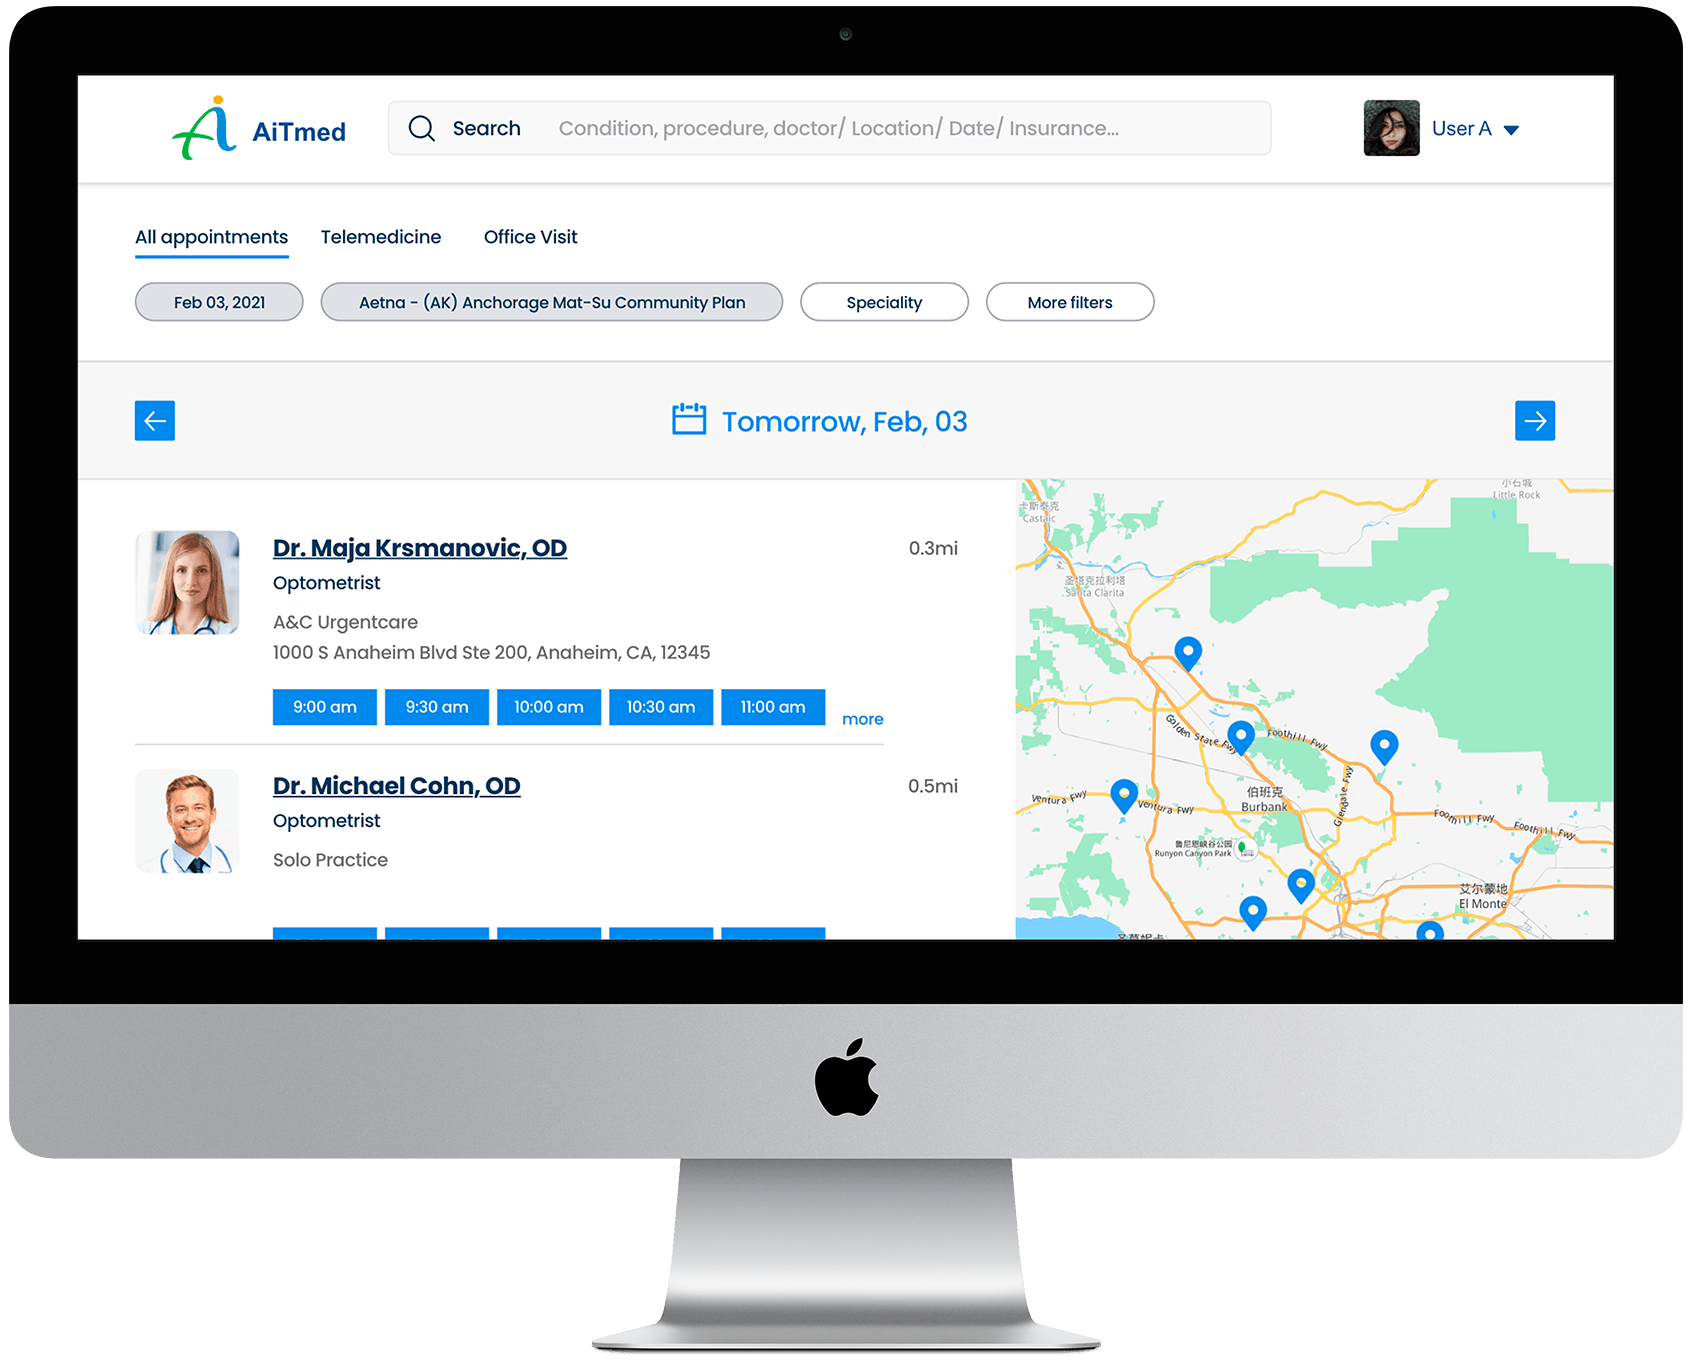 AiTmed
Search Condition, procedure, doctor/ Location/ Date/ Insurance...
User A
All appointments Telemedicine Office Visit
Feb 03, 2021 Aetna - (AK) Anchorage Mat-Su Community Plan Speciality More filters
Tomorrow, Feb, 03
Dr. Maja Krsmanovic, OD 0.3mi
Optometrist
A&C Urgentcare
1000 S Anaheim Blvd Ste 200, Anaheim, CA, 12345
9:00 am 9:30 am 10:00 am 10:30 am 11:00 am more
Dr. Michael Cohn, OD 0.5mi
Optometrist
Solo Practice
小石城
Little Rock
卡斯泰克
Castaic
圣塔克拉利塔
Santa Clarita
Golden State Fwy
Foothill Fwy
Ventura Fwy
Ventura Fwy
伯班克
Burbank
Glendale Fwy
Foothill Fwy
Foothill Fwy
鲁尼恩峡谷公园
Runyon Canyon Park
艾尔蒙地
El Monte